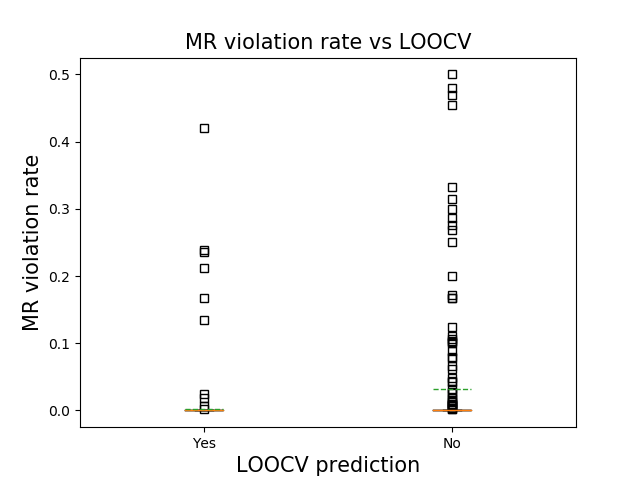 MR violation rate vs LOOCV
MR violation rate
0.5
0.4
0.3
0.2
0.1
0.0
Yes
No
LOOCV prediction